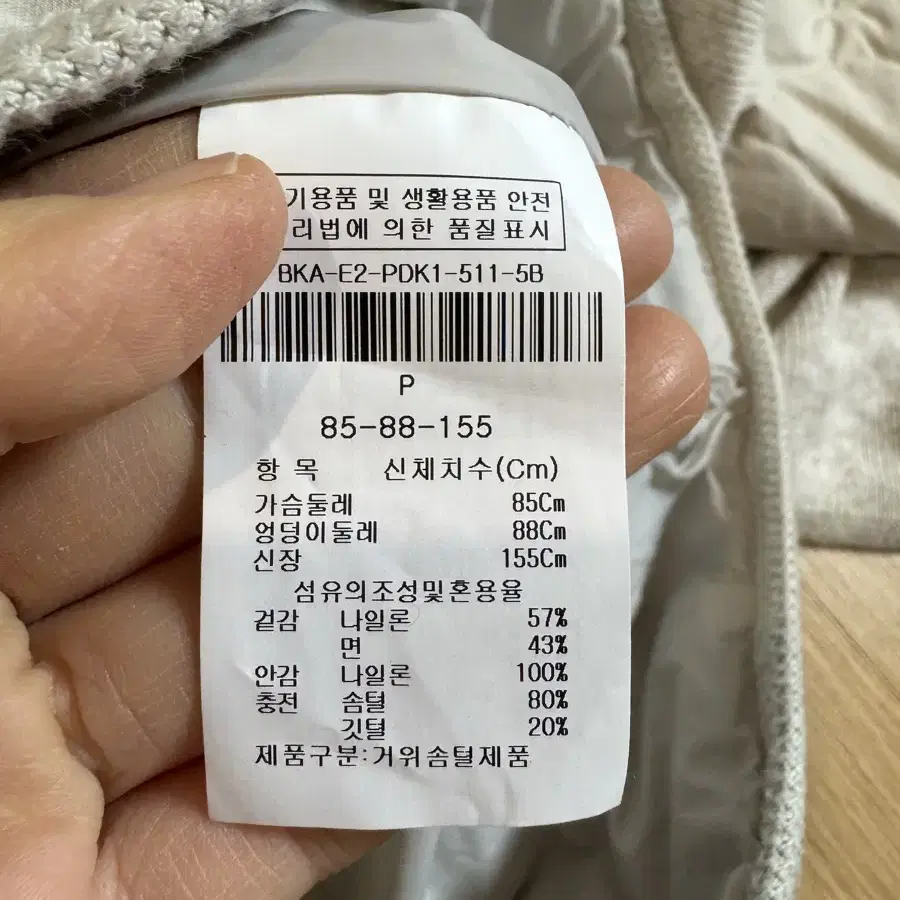 기용품 및 생활용품 안전
리법에 의한 품질표시
BKA-E2-PDK1-511-5B
P
85-88-155
항 목 신체치수(Cm)
가슴둘레 85Cm
엉덩이둘레 88Cm
신장 155Cm
섬유의조성및혼용율
겉감 나일론 57%
면 43%
안감 나일론 100%
충전 솜털 80%
깃털 20%
제품구분:거위솜털제품